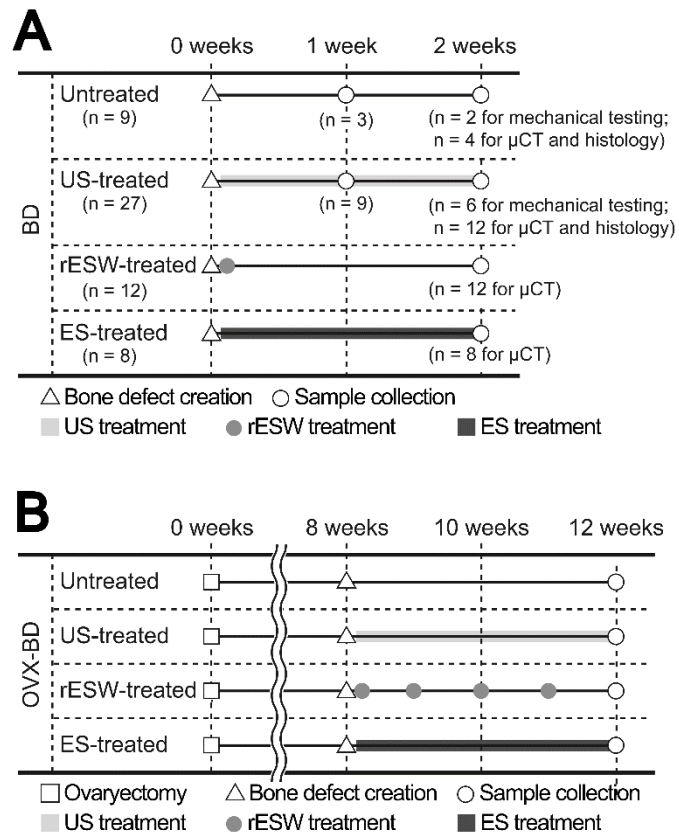 A
0 weeks 1 week 2 weeks
BD
Untreated
(n = 9) (n = 3) (n = 2 for mechanical testing;
n = 4 for µCT and histology)
US-treated
(n = 27) (n = 9) (n = 6 for mechanical testing;
n = 12 for µCT and histology)
rESW-treated
(n = 12) (n = 12 for µCT)
ES-treated
(n = 8) (n = 8 for µCT)
Bone defect creation Sample collection
US treatment rESW treatment ES treatment
B
0 weeks 8 weeks 10 weeks 12 weeks
OVX-BD
Untreated
US-treated
rESW-treated
ES-treated
Ovaryectomy Bone defect creation Sample collection
US treatment rESW treatment ES treatment